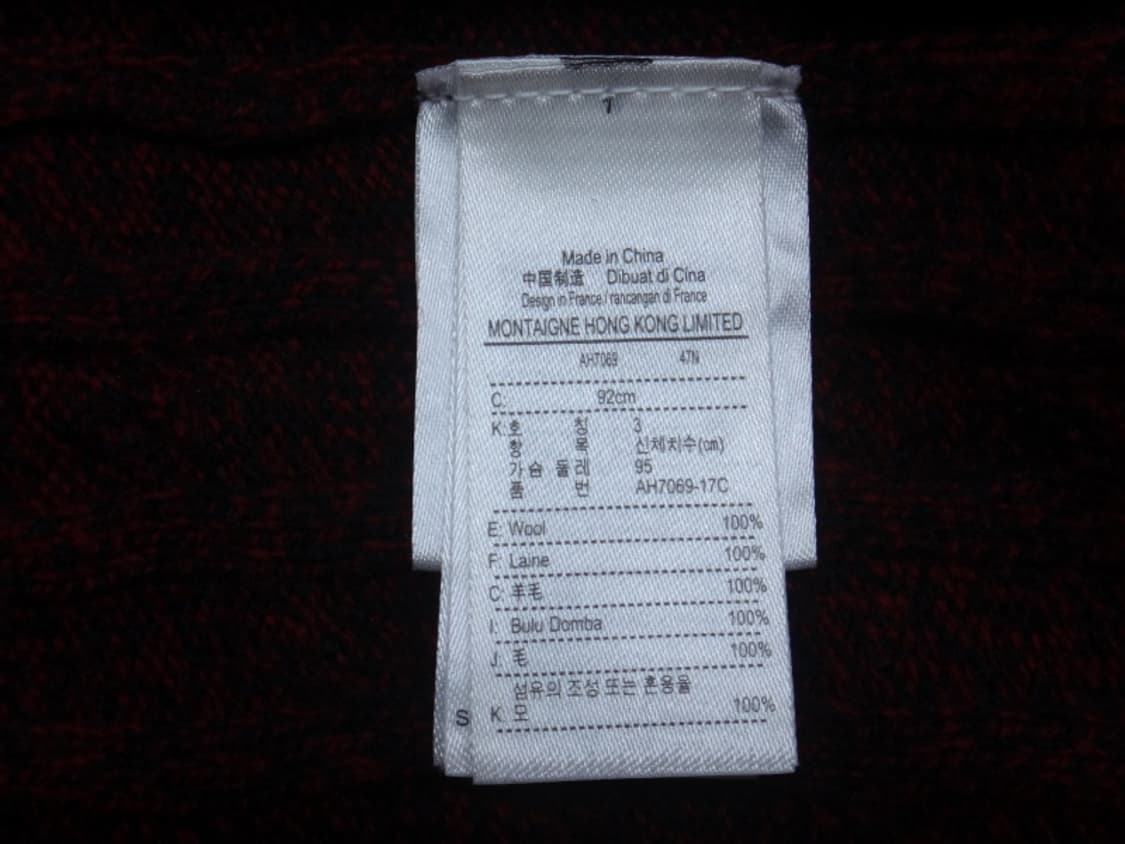 1
Made in China
中国制造 Dibuat di Cina
Design in France / rancangan di France
MONTAIGNE HONG KONG LIMITED
AH7069 47N
C: 92cm
K: 호 칭 3
항 목 신체치수(cm)
가슴 둘레 95
품 번 AH7069-17C
E: Wool 100%
F: Laine 100%
C: 羊毛 100%
I: Bulu Domba 100%
J: 毛 100%
섬유의 조성 또는 혼용율
K: 모 100%
S